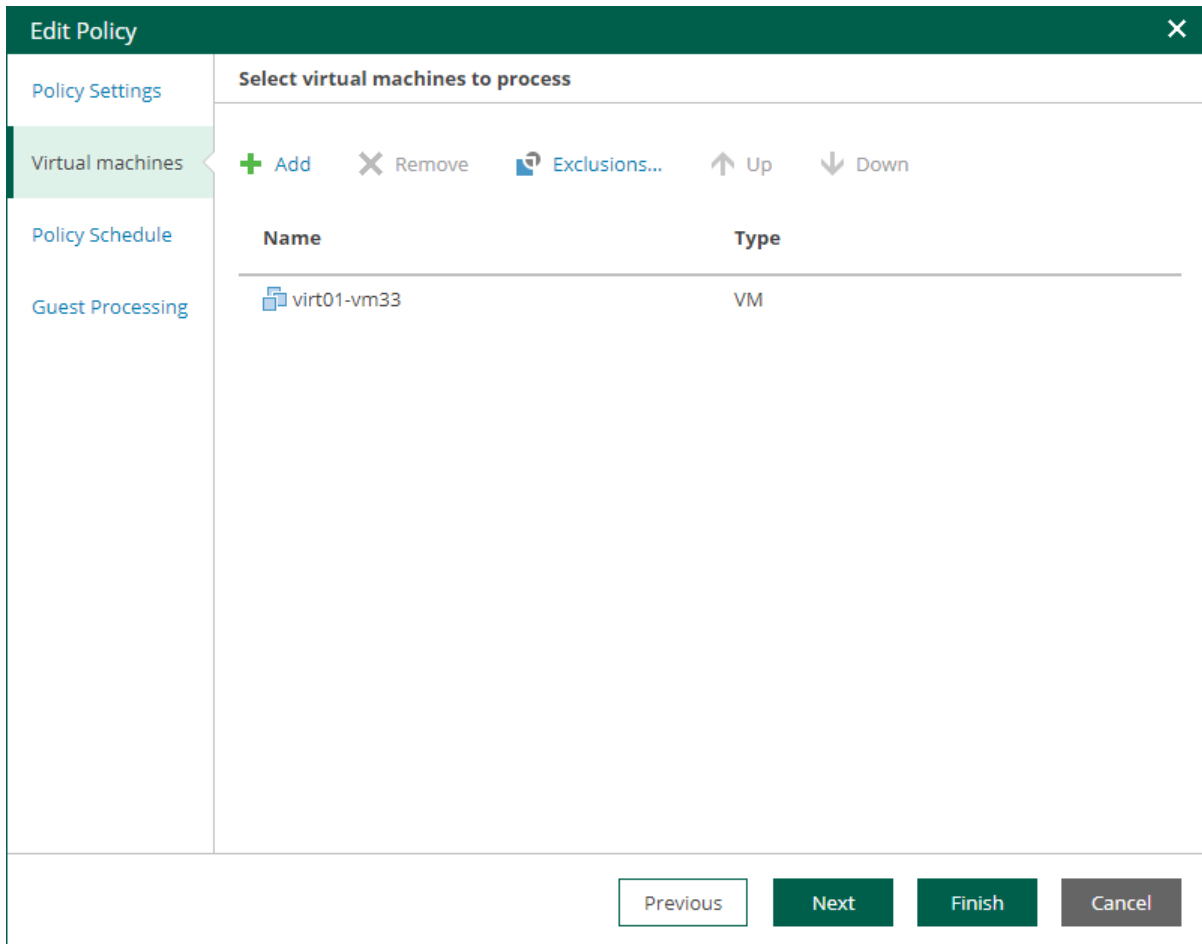 Edit Policy
Policy Settings
Virtual machines
Policy Schedule
Guest Processing
Select virtual machines to process
Add Remove Exclusions... Up Down
Name Type
virt01-vm33 VM
Previous Next Finish Cancel